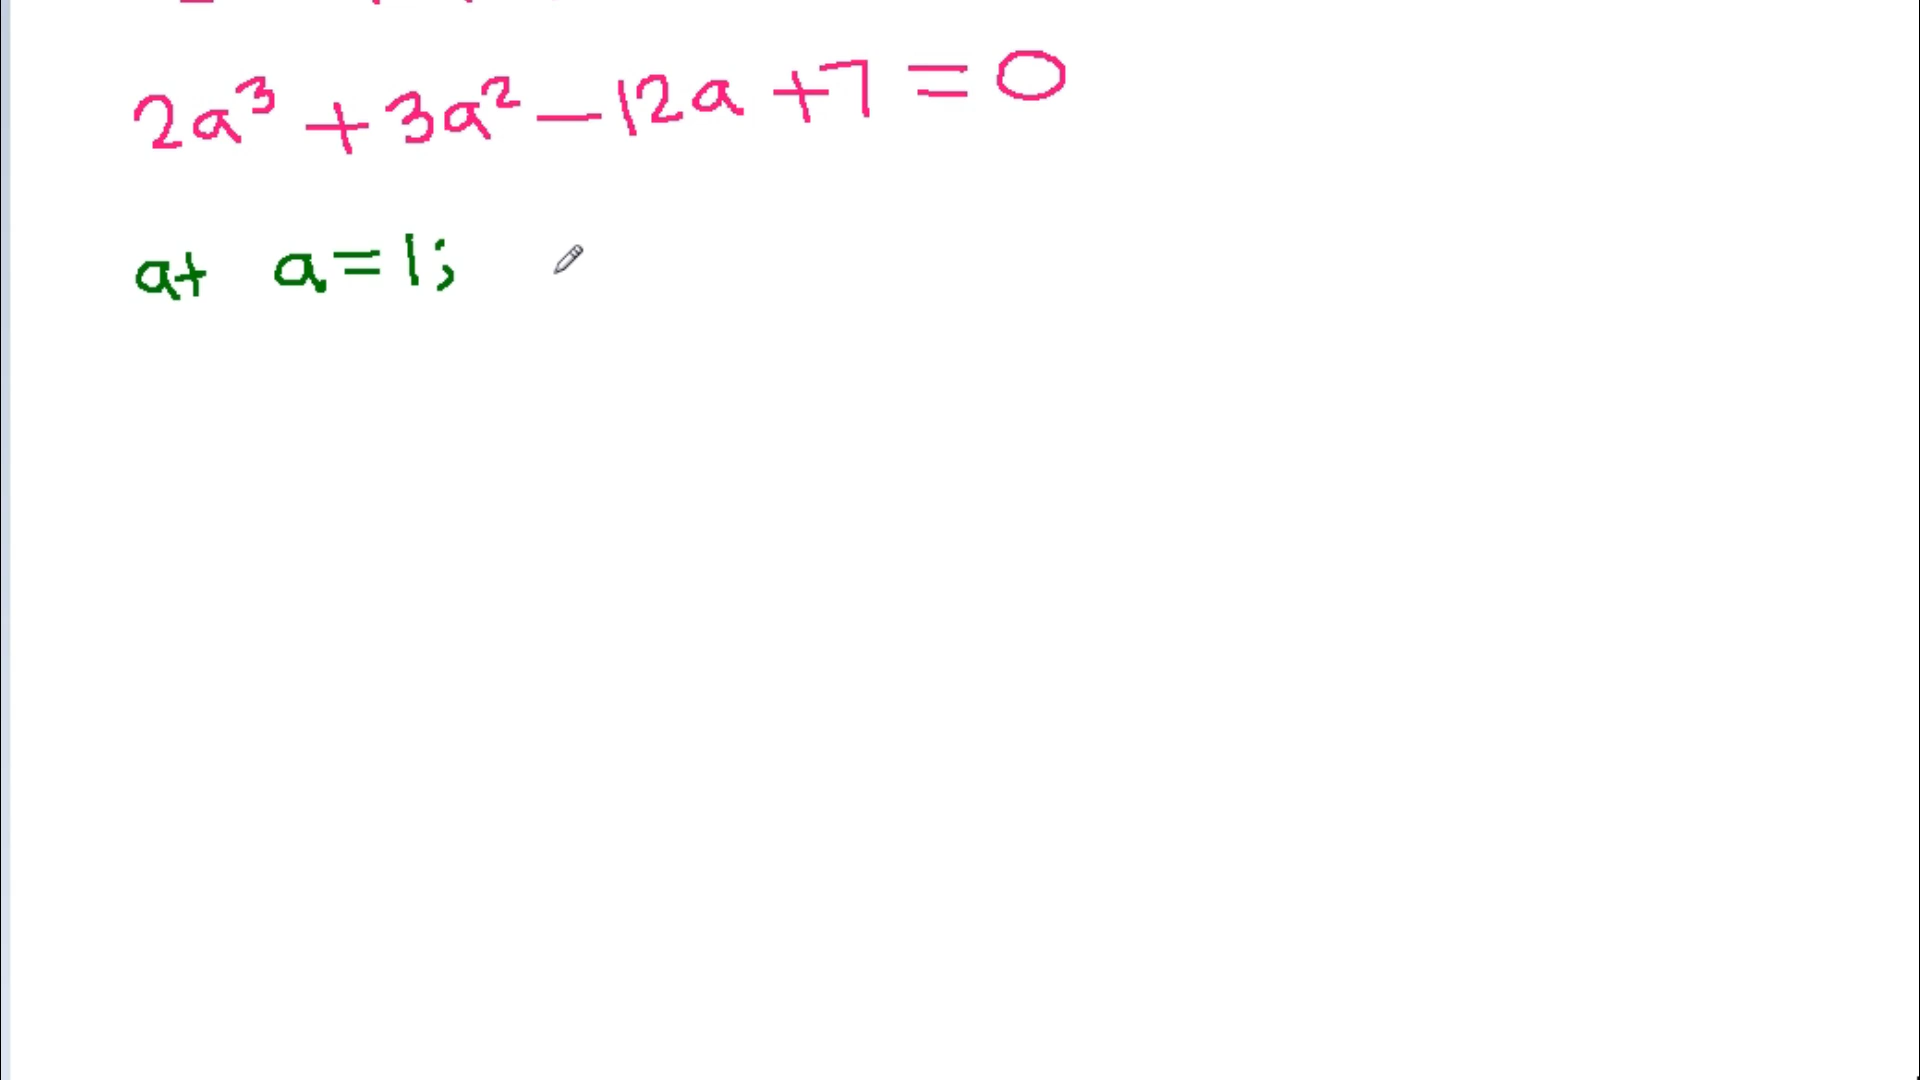 2a³ + 3a² - 12a + 7 = 0
at a = 1;